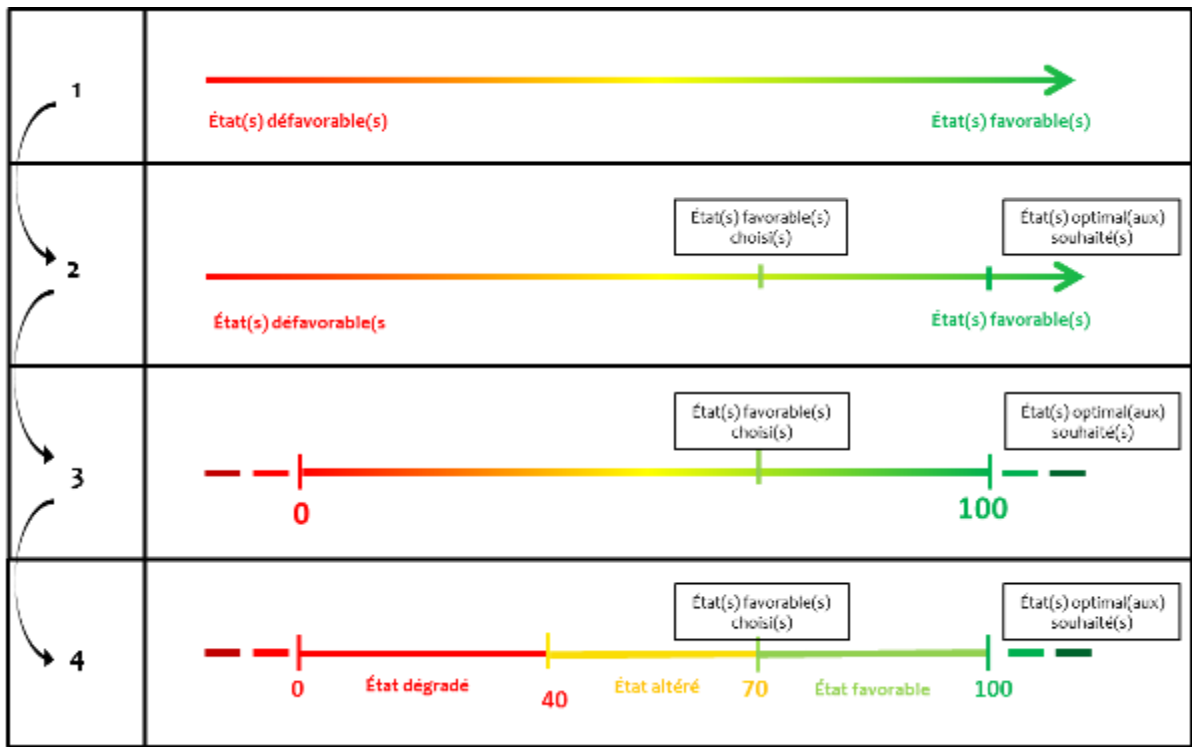 1
État(s) défavorable(s)
État(s) favorable(s)
2
État(s) favorable(s)
choisi(s)
État(s) optimal(aux)
souhaité(s)
État(s) défavorable(s
État(s) favorable(s)
3
État(s) favorable(s)
choisi(s)
État(s) optimal(aux)
souhaité(s)
0
100
4
État(s) favorable(s)
choisi(s)
État(s) optimal(aux)
souhaité(s)
0
État dégradé
40
État altéré
70
État favorable
100